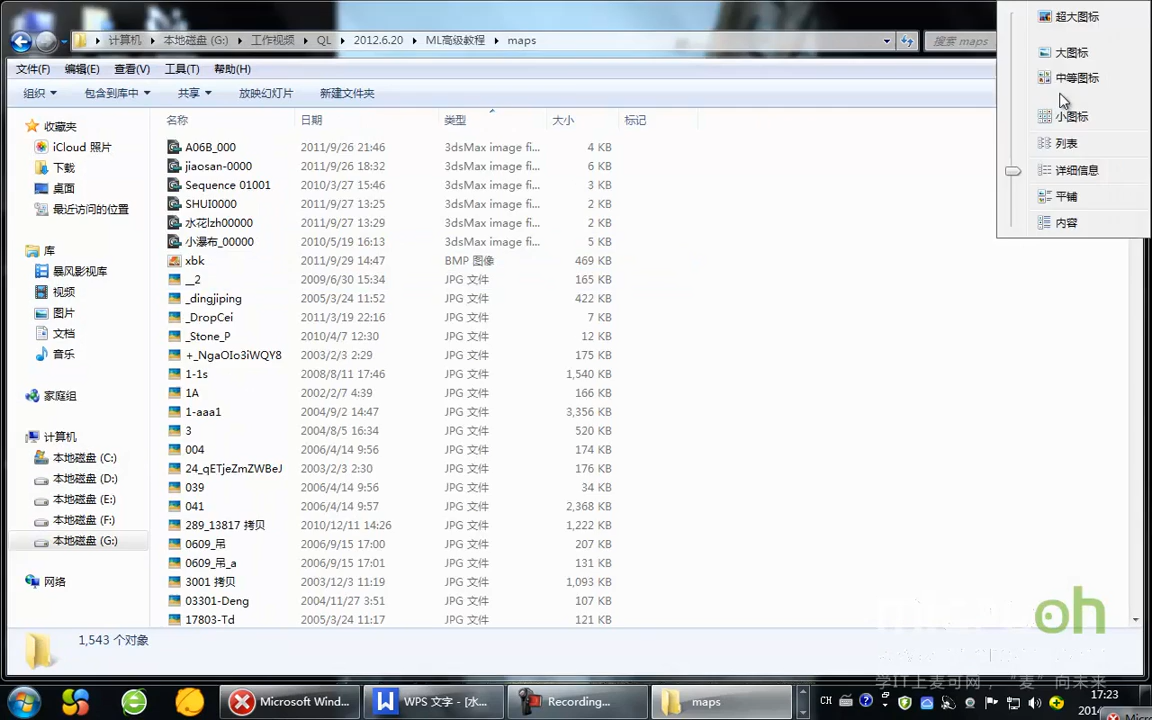 计算机 ▸ 本地磁盘 (G:) ▸ 工作视频 ▸ QL ▸ 2012.6.20 ▸ ML高级教程 ▸ maps
搜索 maps
文件(F) 编辑(E) 查看(V) 工具(T) 帮助(H)
组织 包含到库中 共享 放映幻灯片 新建文件夹
超大图标
大图标
中等图标
小图标
列表
详细信息
平铺
内容
收藏夹
iCloud 照片
下载
桌面
最近访问的位置
库
暴风影视库
视频
图片
文档
音乐
家庭组
计算机
本地磁盘 (C:)
本地磁盘 (D:)
本地磁盘 (E:)
本地磁盘 (F:)
本地磁盘 (G:)
网络
名称 日期 类型 大小 标记
A06B_000 2011/9/26 21:46 3dsMax image fi... 4 KB
jiaosan-0000 2011/9/26 18:32 3dsMax image fi... 6 KB
Sequence 01001 2010/3/27 15:46 3dsMax image fi... 3 KB
SHUI0000 2011/9/27 13:29 3dsMax image fi... 2 KB
水花lzh00000 2011/9/27 13:29 3dsMax image fi... 2 KB
小瀑布_00000 2010/5/19 16:13 3dsMax image fi... 5 KB
xbk 2011/9/29 14:47 BMP 图像 469 KB
__2 2009/6/30 15:34 JPG 文件 165 KB
_dingjiping 2005/3/24 11:52 JPG 文件 422 KB
_DropCei 2011/3/19 22:16 JPG 文件 7 KB
_Stone_P 2010/4/7 12:30 JPG 文件 12 KB
+_NgaOIo3iWQY8 2003/2/3 2:29 JPG 文件 175 KB
1-1s 2008/8/11 17:46 JPG 文件 1,540 KB
1A 2002/2/7 4:39 JPG 文件 166 KB
1-aaa1 2004/9/2 14:47 JPG 文件 3,356 KB
3 2004/8/5 16:34 JPG 文件 520 KB
004 2006/4/14 9:56 JPG 文件 174 KB
24_qETjeZmZWBeJ 2003/2/3 2:30 JPG 文件 176 KB
039 2006/4/14 9:56 JPG 文件 34 KB
041 2006/4/14 9:57 JPG 文件 2,368 KB
289_13817 拷贝 2010/12/11 14:26 JPG 文件 1,222 KB
0609_吊 2006/9/15 17:00 JPG 文件 207 KB
0609_吊_a 2006/9/15 17:01 JPG 文件 131 KB
3001 拷贝 2003/12/3 11:19 JPG 文件 1,093 KB
03301-Deng 2004/11/27 3:51 JPG 文件 107 KB
17803-Td 2005/3/24 11:17 JPG 文件 121 KB
1,543 个对象
学IT上麦可网，“麦”向未来
Microsoft Win... WPS 文字 - [水... Recording... maps CH 17:23
2014
Micro